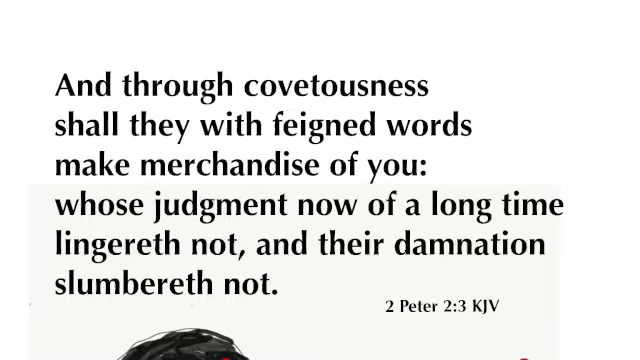 And through covetousness
shall they with feigned words
make merchandise of you:
whose judgment now of a long time
lingereth not, and their damnation
slumbereth not.
2 Peter 2:3 KJV